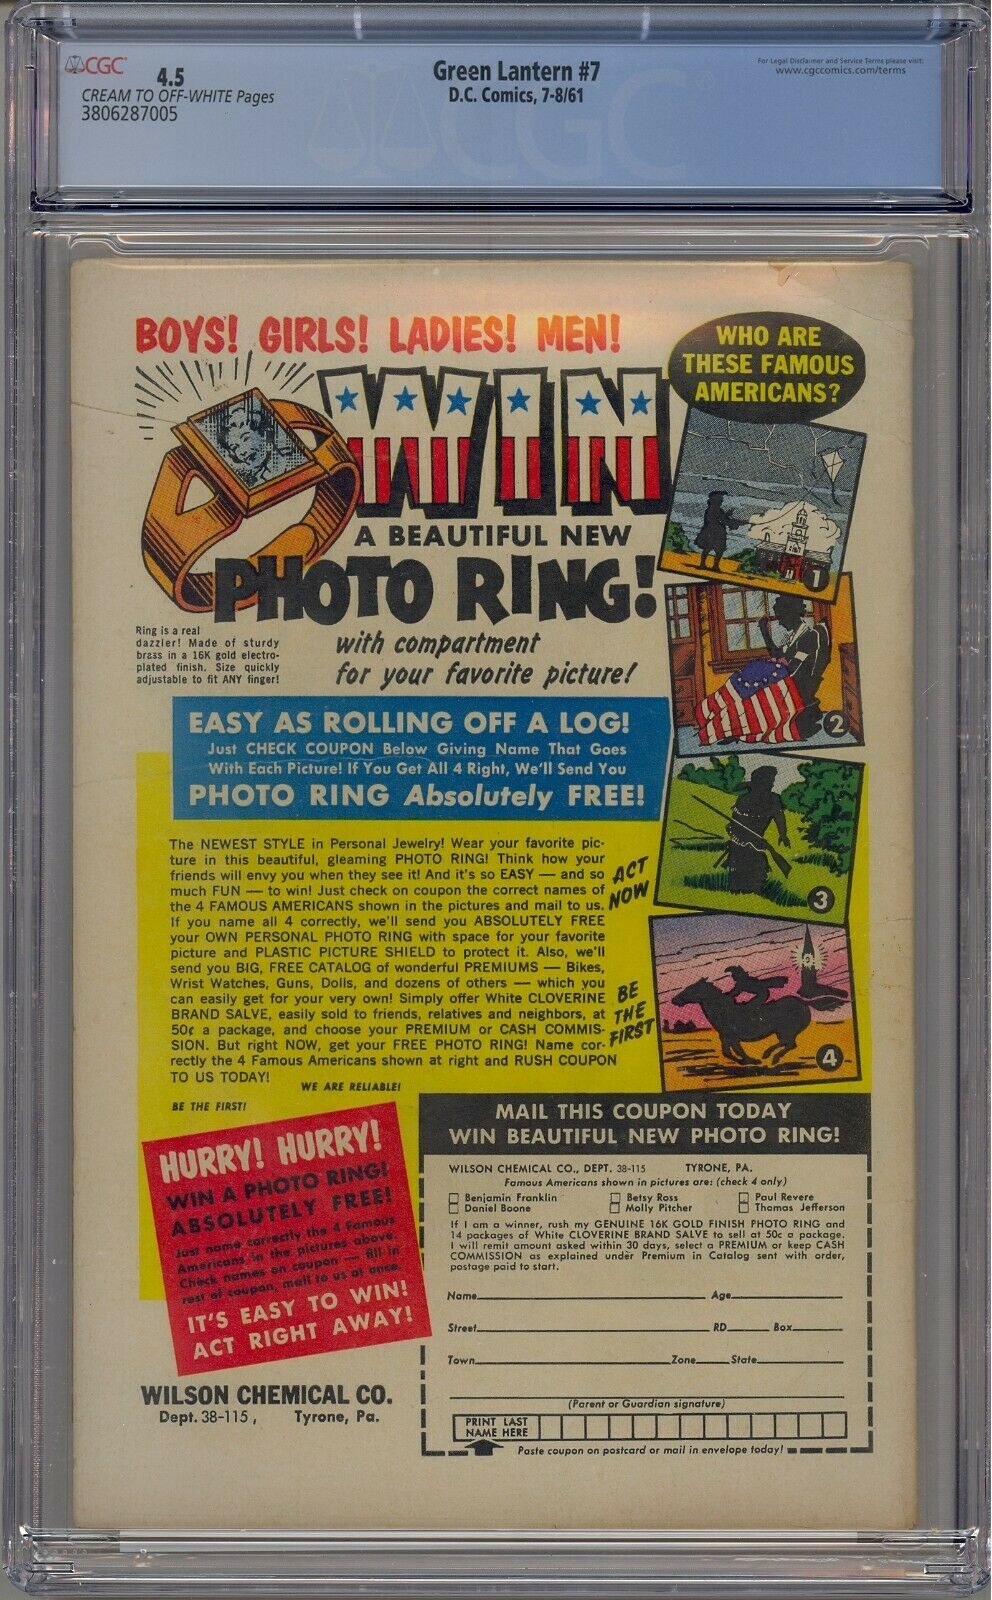 CGC
4.5
CREAM TO OFF-WHITE Pages
3806287005
Green Lantern #7
D.C. Comics, 7-8/61
For Legal Disclaimer and Service Terms please visit:
www.cgccomics.com/terms
CGC
BOYS! GIRLS! LADIES! MEN!
WIN
A BEAUTIFUL NEW
PHOTO RING!
with compartment
for your favorite picture!
Ring is a real
dazzler! Made of sturdy
brass in a 16K gold electro-
plated finish. Size quickly
adjustable to fit ANY finger!
WHO ARE
THESE FAMOUS
AMERICANS?
1
2
3
4
EASY AS ROLLING OFF A LOG!
Just CHECK COUPON Below Giving Name That Goes
With Each Picture! If You Get All 4 Right, We'll Send You
PHOTO RING Absolutely FREE!
The NEWEST STYLE in Personal Jewelry! Wear your favorite pic-
ture in this beautiful, gleaming PHOTO RING! Think how your
friends will envy you when they see it! And it's so EASY — and so
much FUN — to win! Just check on coupon the correct names of
the 4 FAMOUS AMERICANS shown in the pictures and mail to us.
If you name all 4 correctly, we'll send you ABSOLUTELY FREE
your OWN PERSONAL PHOTO RING with space for your favorite
picture and PLASTIC PICTURE SHIELD to protect it. Also, we'll
send you BIG, FREE CATALOG of wonderful PREMIUMS — Bikes,
Wrist Watches, Guns, Dolls, and dozens of others — which you
can easily get for your very own! Simply offer White CLOVERINE
BRAND SALVE, easily sold to friends, relatives and neighbors, at
50¢ a package, and choose your PREMIUM or CASH COMMIS-
SION. But right NOW, get your FREE PHOTO RING! Name cor-
rectly the 4 Famous Americans shown at right and RUSH COUPON
TO US TODAY!
WE ARE RELIABLE!
BE THE FIRST!
ACT
NOW
BE
THE
FIRST
HURRY! HURRY!
WIN A PHOTO RING!
ABSOLUTELY FREE!
Just name correctly the 4 Famous
Americans in the pictures above.
Check names on coupon — fill in
rest of coupon, mail to us at once.
IT'S EASY TO WIN!
ACT RIGHT AWAY!
WILSON CHEMICAL CO.
Dept. 38-115, Tyrone, Pa.
MAIL THIS COUPON TODAY
WIN BEAUTIFUL NEW PHOTO RING!
WILSON CHEMICAL CO., DEPT. 38-115 TYRONE, PA.
Famous Americans shown in pictures are: (check 4 only)
Benjamin Franklin Betsy Ross Paul Revere
Daniel Boone Molly Pitcher Thomas Jefferson
If I am a winner, rush my GENUINE 16K GOLD FINISH PHOTO RING and
14 packages of White CLOVERINE BRAND SALVE to sell at 50c a package.
I will remit amount asked within 30 days, select a PREMIUM or keep CASH
COMMISSION as explained under Premium in Catalog sent with order,
postage paid to start.
Name Age
Street RD Box
Town Zone State
(Parent or Guardian signature)
PRINT LAST
NAME HERE
Paste coupon on postcard or mail in envelope today!